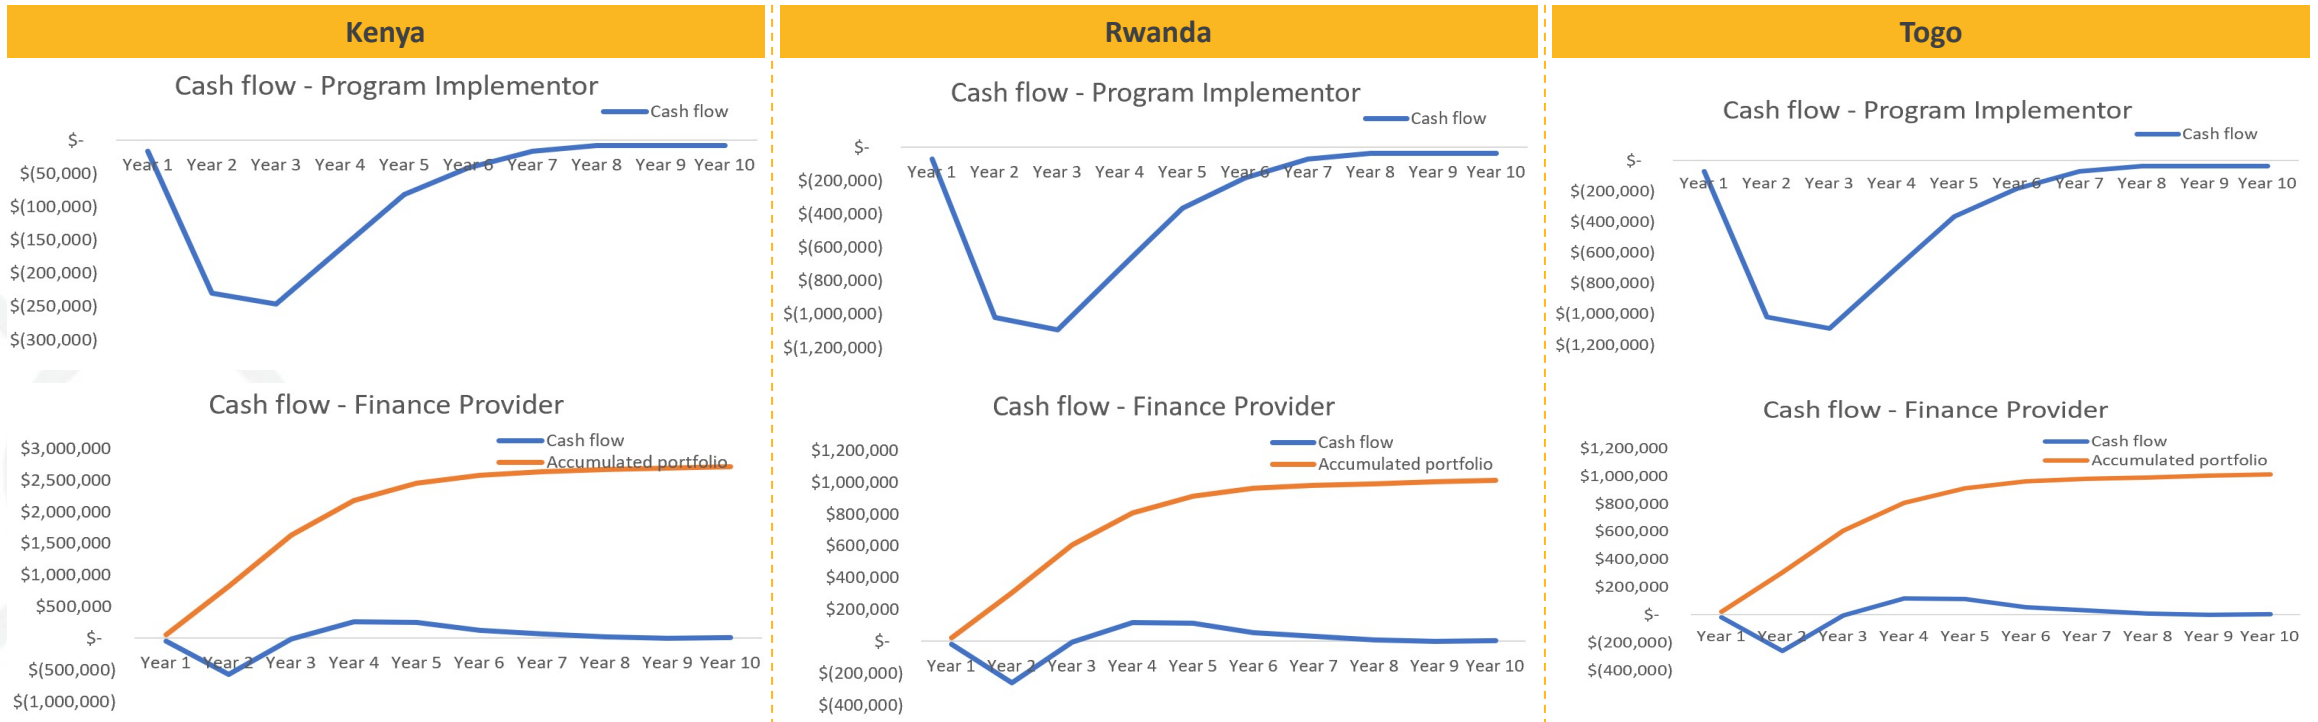 Kenya
Cash flow - Program Implementor
Cash flow
$-
$(50,000)
$(100,000)
$(150,000)
$(200,000)
$(250,000)
$(300,000)
Year 1 Year 2 Year 3 Year 4 Year 5 Year 6 Year 7 Year 8 Year 9 Year 10
Cash flow - Finance Provider
Cash flow
Accumulated portfolio
$3,000,000
$2,500,000
$2,000,000
$1,500,000
$1,000,000
$500,000
$-
$(500,000)
$(1,000,000)
Year 1 Year 2 Year 3 Year 4 Year 5 Year 6 Year 7 Year 8 Year 9 Year 10
Rwanda
Cash flow - Program Implementor
Cash flow
$-
$(200,000)
$(400,000)
$(600,000)
$(800,000)
$(1,000,000)
$(1,200,000)
Year 1 Year 2 Year 3 Year 4 Year 5 Year 6 Year 7 Year 8 Year 9 Year 10
Cash flow - Finance Provider
Cash flow
Accumulated portfolio
$1,200,000
$1,000,000
$800,000
$600,000
$400,000
$200,000
$-
$(200,000)
$(400,000)
Year 1 Year 2 Year 3 Year 4 Year 5 Year 6 Year 7 Year 8 Year 9 Year 10
Togo
Cash flow - Program Implementor
Cash flow
$-
$(200,000)
$(400,000)
$(600,000)
$(800,000)
$(1,000,000)
$(1,200,000)
Year 1 Year 2 Year 3 Year 4 Year 5 Year 6 Year 7 Year 8 Year 9 Year 10
Cash flow - Finance Provider
Cash flow
Accumulated portfolio
$1,200,000
$1,000,000
$800,000
$600,000
$400,000
$200,000
$-
$(200,000)
$(400,000)
Year 1 Year 2 Year 3 Year 4 Year 5 Year 6 Year 7 Year 8 Year 9 Year 10